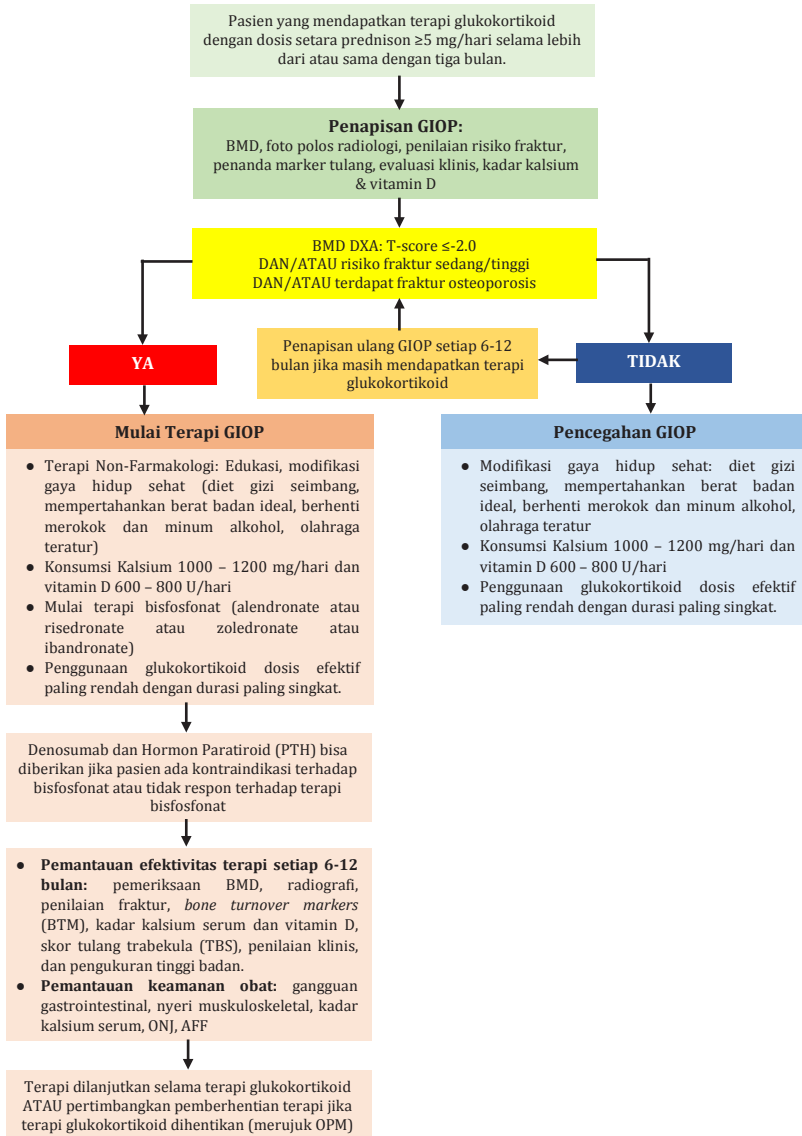 Pasien yang mendapatkan terapi glukokortikoid
dengan dosis setara prednison ≥5 mg/hari selama lebih
dari atau sama dengan tiga bulan.
Penapisan GIOP:
BMD, foto polos radiologi, penilaian risiko fraktur,
penanda marker tulang, evaluasi klinis, kadar kalsium
& vitamin D
BMD DXA: T-score ≤-2.0
DAN/ATAU risiko fraktur sedang/tinggi
DAN/ATAU terdapat fraktur osteoporosis
YA
Penapisan ulang GIOP setiap 6-12
bulan jika masih mendapatkan terapi
glukokortikoid
TIDAK
Mulai Terapi GIOP
● Terapi Non-Farmakologi: Edukasi, modifikasi
gaya hidup sehat (diet gizi seimbang,
mempertahankan berat badan ideal, berhenti
merokok dan minum alkohol, olahraga
teratur)
● Konsumsi Kalsium 1000 – 1200 mg/hari dan
vitamin D 600 – 800 U/hari
● Mulai terapi bisfosfonat (alendronate atau
risedronate atau zoledronate atau
ibandronate)
● Penggunaan glukokortikoid dosis efektif
paling rendah dengan durasi paling singkat.
Pencegahan GIOP
● Modifikasi gaya hidup sehat: diet gizi
seimbang, mempertahankan berat badan
ideal, berhenti merokok dan minum alkohol,
olahraga teratur
● Konsumsi Kalsium 1000 – 1200 mg/hari dan
vitamin D 600 – 800 U/hari
● Penggunaan glukokortikoid dosis efektif
paling rendah dengan durasi paling singkat.
Denosumab dan Hormon Paratiroid (PTH) bisa
diberikan jika pasien ada kontraindikasi terhadap
bisfosfonat atau tidak respon terhadap terapi
bisfosfonat
● Pemantauan efektivitas terapi setiap 6-12
bulan: pemeriksaan BMD, radiografi,
penilaian fraktur, bone turnover markers
(BTM), kadar kalsium serum dan vitamin D,
skor tulang trabekula (TBS), penilaian klinis,
dan pengukuran tinggi badan.
● Pemantauan keamanan obat: gangguan
gastrointestinal, nyeri muskuloskeletal, kadar
kalsium serum, ONJ, AFF
Terapi dilanjutkan selama terapi glukokortikoid
ATAU pertimbangkan pemberhentian terapi jika
terapi glukokortikoid dihentikan (merujuk OPM)